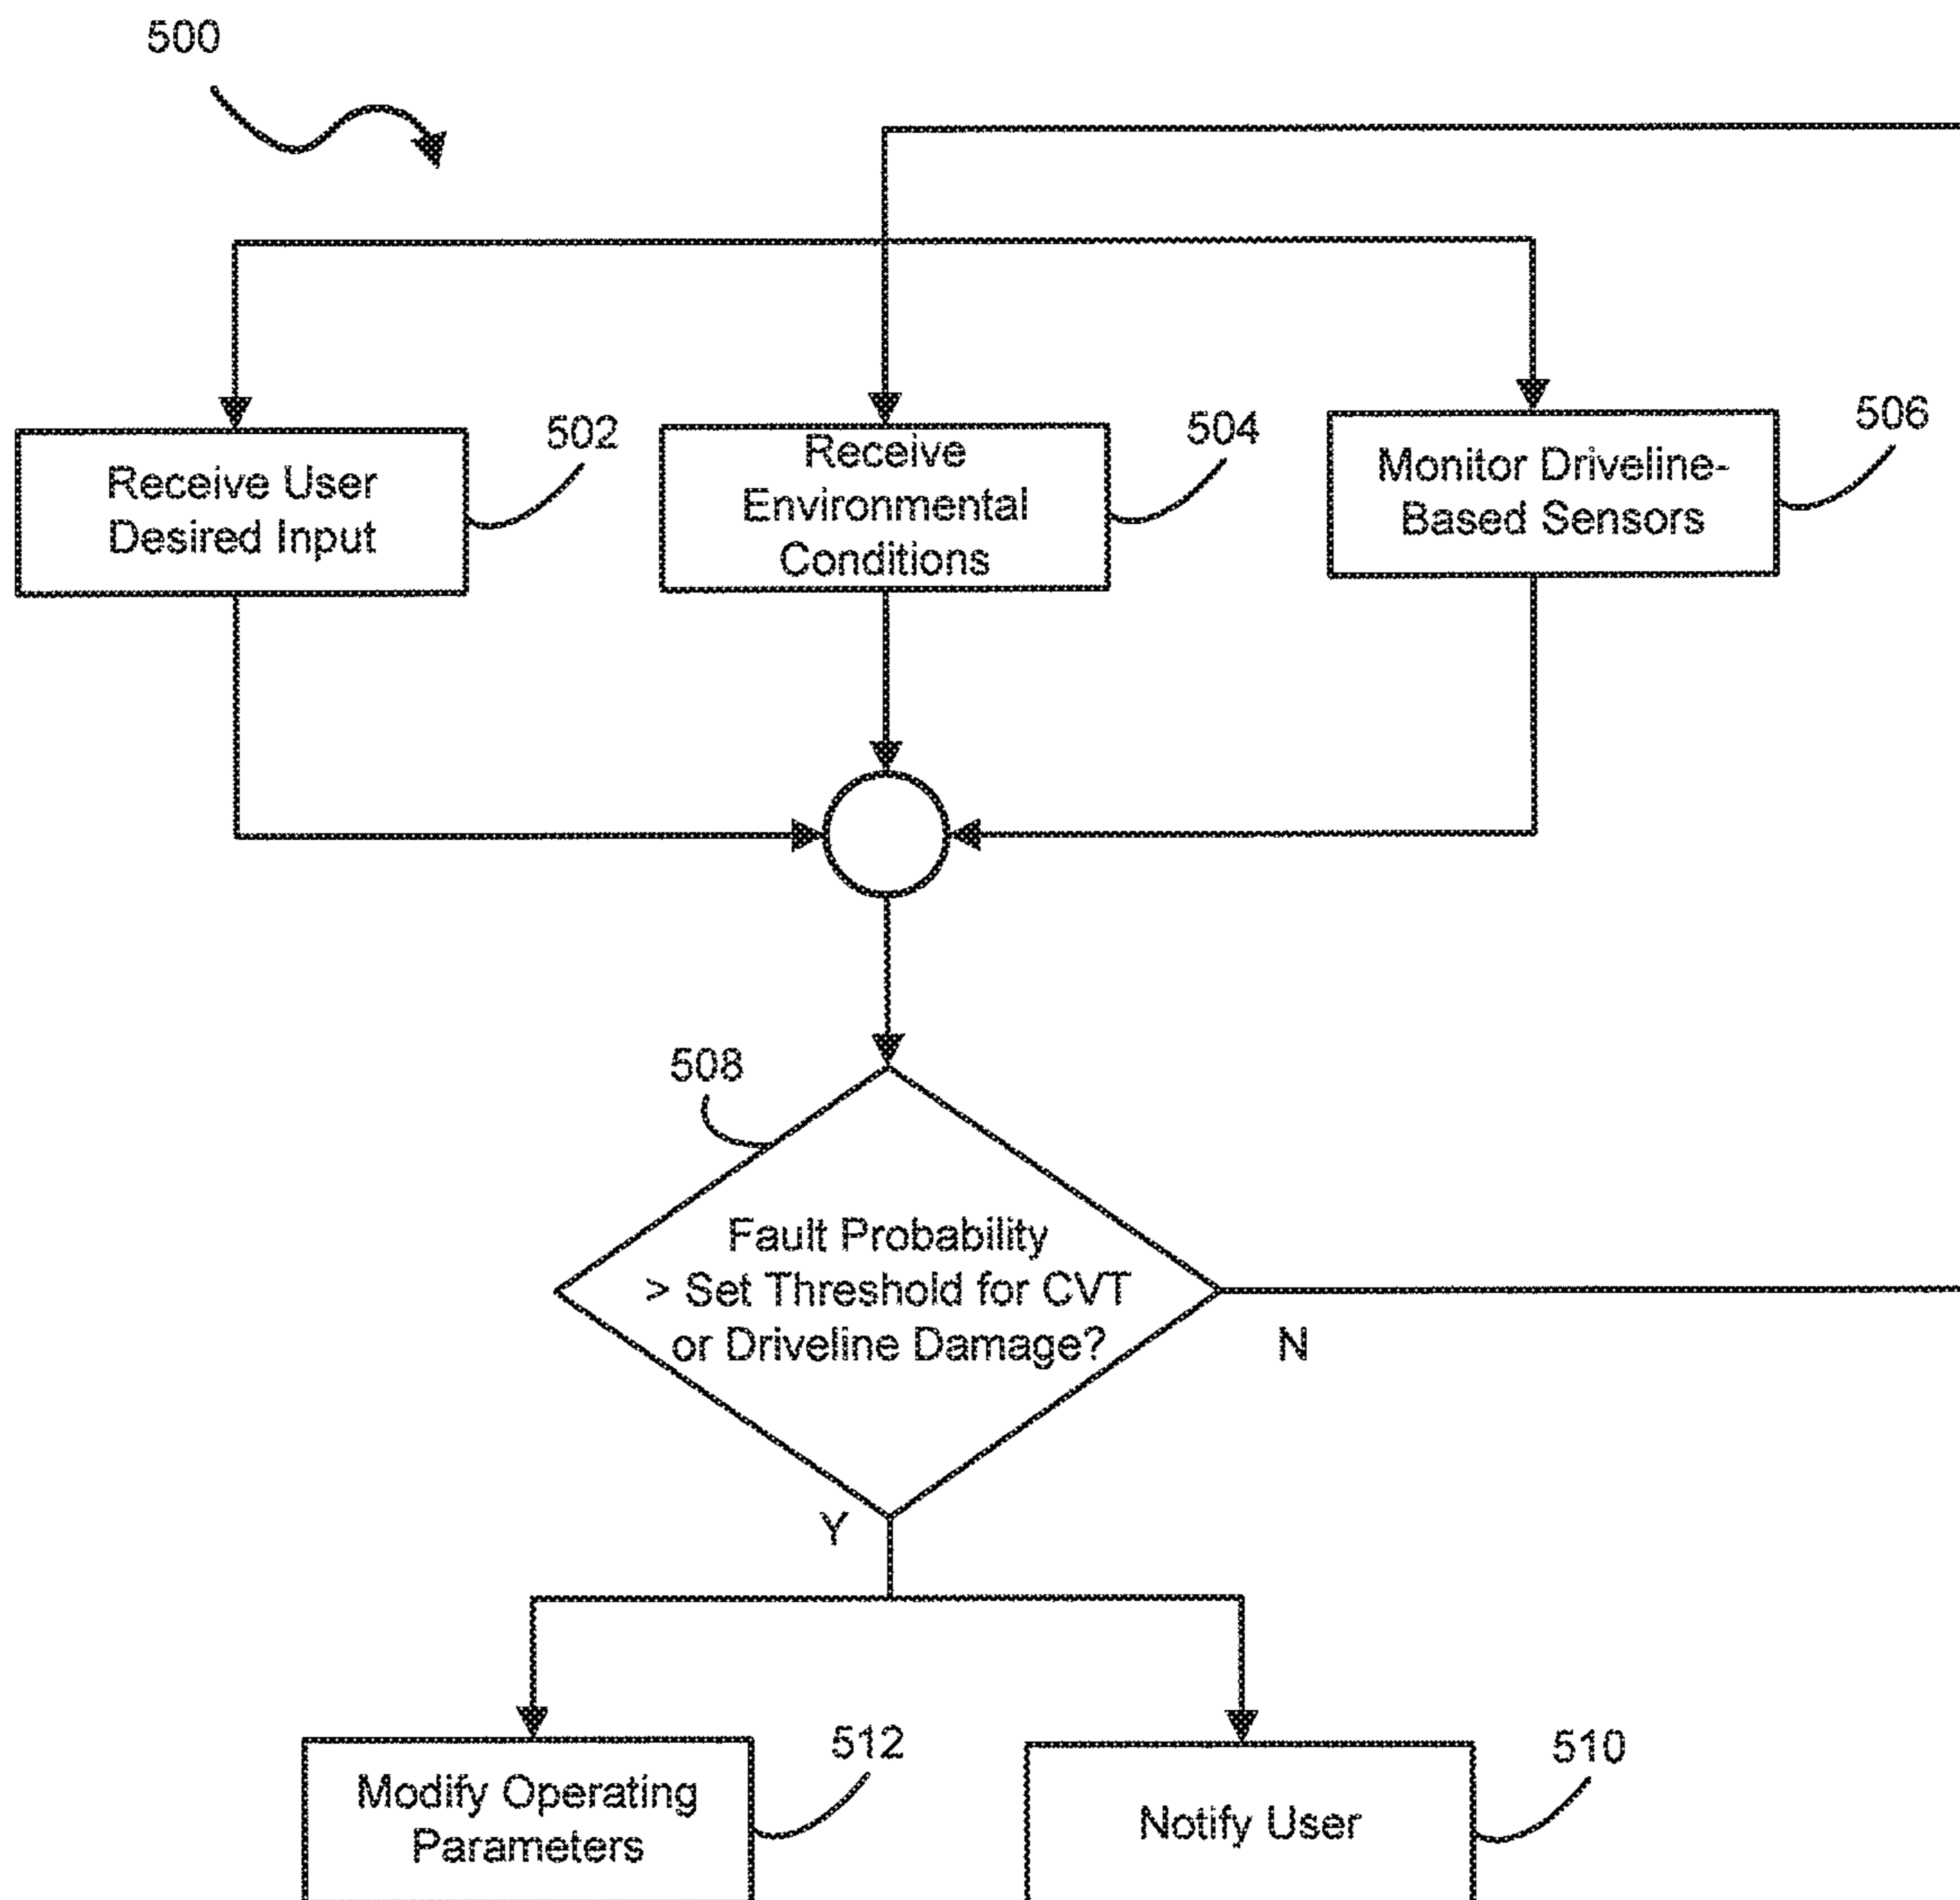 500
Receive User
Desired Input
502
Receive
Environmental
Conditions
504
Monitor Driveline-
Based Sensors
506
508
Fault Probability
> Set Threshold for CVT
or Driveline Damage?
N
Y
Modify Operating
Parameters
512
Notify User
510